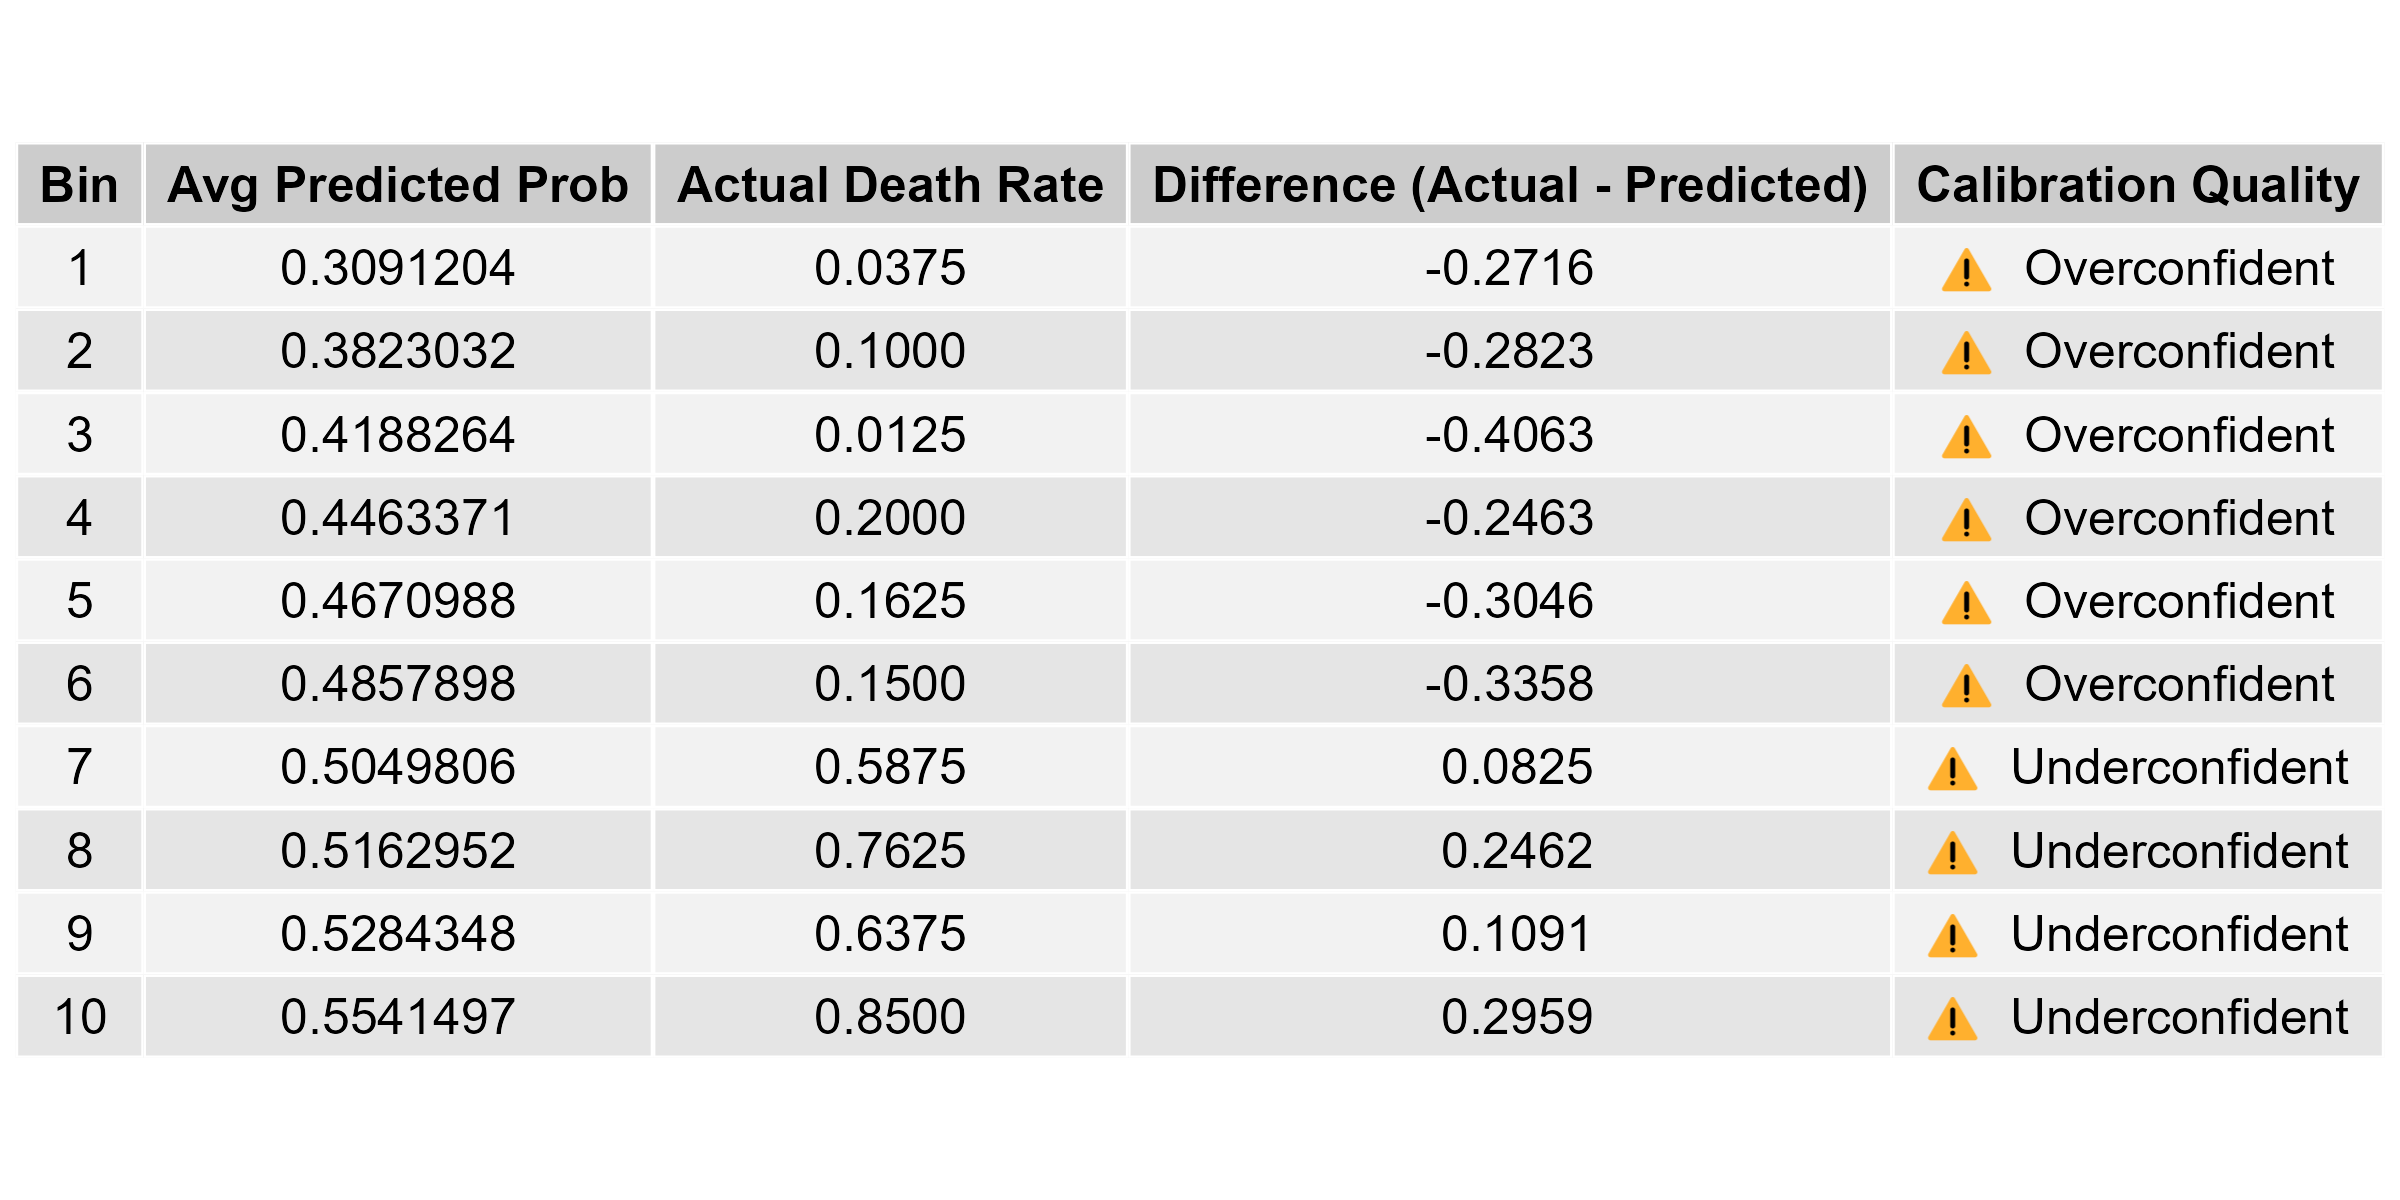 Bin Avg Predicted Prob Actual Death Rate Difference (Actual - Predicted) Calibration Quality
1 0.3091204 0.0375 -0.2716 ⚠️ Overconfident
2 0.3823032 0.1000 -0.2823 ⚠️ Overconfident
3 0.4188264 0.0125 -0.4063 ⚠️ Overconfident
4 0.4463371 0.2000 -0.2463 ⚠️ Overconfident
5 0.4670988 0.1625 -0.3046 ⚠️ Overconfident
6 0.4857898 0.1500 -0.3358 ⚠️ Overconfident
7 0.5049806 0.5875 0.0825 ⚠️ Underconfident
8 0.5162952 0.7625 0.2462 ⚠️ Underconfident
9 0.5284348 0.6375 0.1091 ⚠️ Underconfident
10 0.5541497 0.8500 0.2959 ⚠️ Underconfident